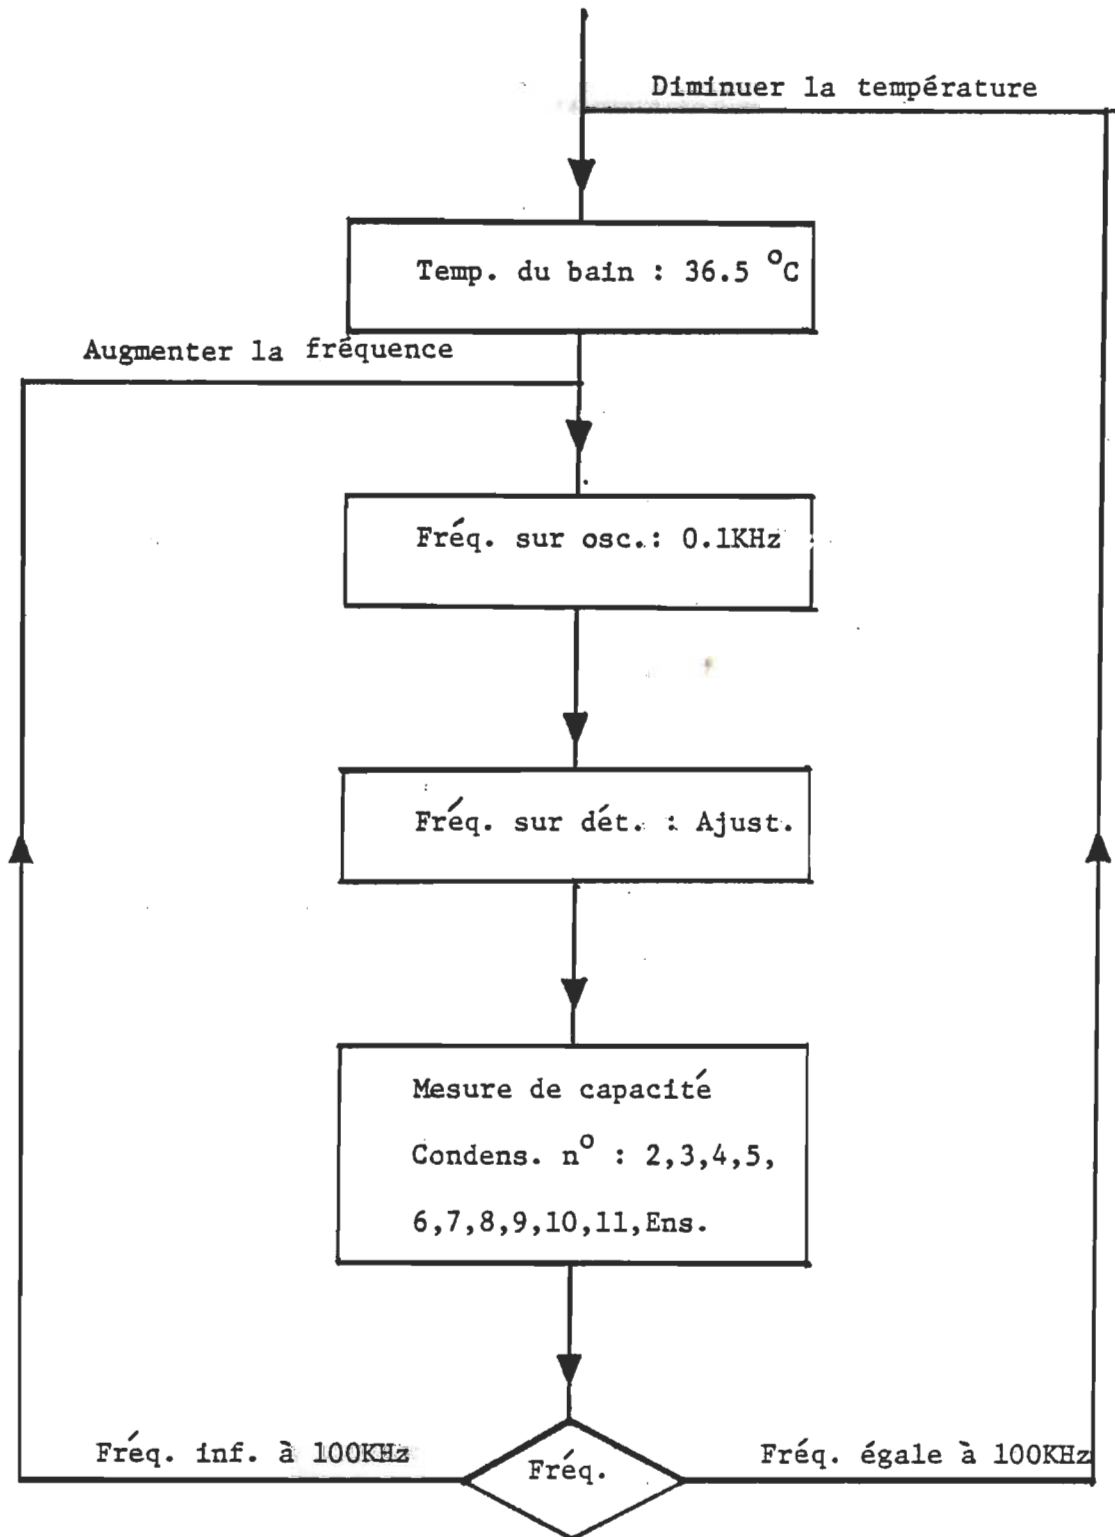 Diminuer la température
Temp. du bain : 36.5 °C
Augmenter la fréquence
Fréq. sur osc.: 0.1KHz
Fréq. sur dét. : Ajust.
Mesure de capacité
Condens. n° : 2,3,4,5,
6,7,8,9,10,11,Ens.
Fréq. inf. à 100KHz
Fréq.
Fréq. égale à 100KHz